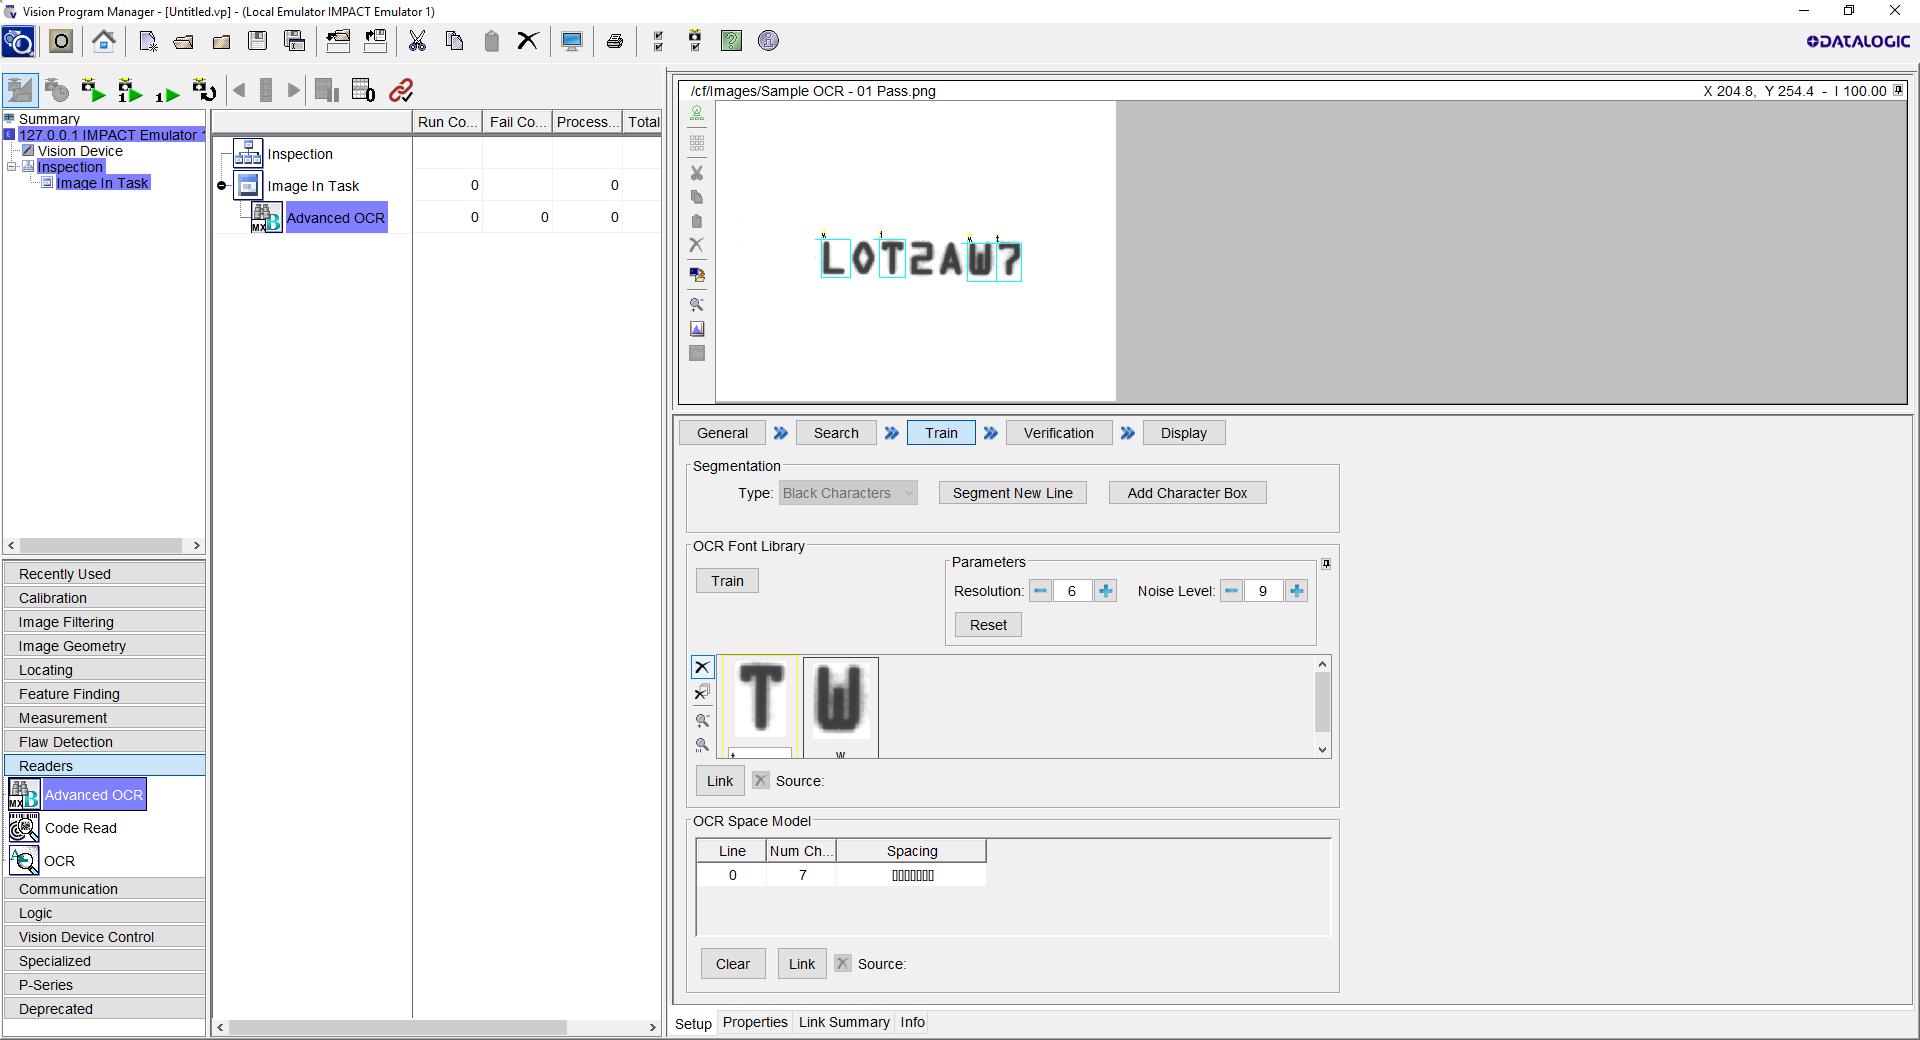 Vision Program Manager - [Untitled.vp] - (Local Emulator IMPACT Emulator 1)
DATALOGIC
Summary
127.0.0.1 IMPACT Emulator 1
Vision Device
Inspection
Image In Task
Run Co... Fail Co... Process... Total
Inspection
Image In Task 0 0
Advanced OCR 0 0 0
/cf/Images/Sample OCR - 01 Pass.png X 204.8, Y 254.4 - I 100.00
w t w t
LOT2AW7
General Search Train Verification Display
Segmentation
Type: Black Characters Segment New Line Add Character Box
OCR Font Library
Train
Parameters
Resolution: 6 Noise Level: 9
Reset
T W
t w
Link Source:
OCR Space Model
Line Num Ch... Spacing
0 7
Clear Link Source:
Setup Properties Link Summary Info
Recently Used
Calibration
Image Filtering
Image Geometry
Locating
Feature Finding
Measurement
Flaw Detection
Readers
Advanced OCR
Code Read
OCR
Communication
Logic
Vision Device Control
Specialized
P-Series
Deprecated